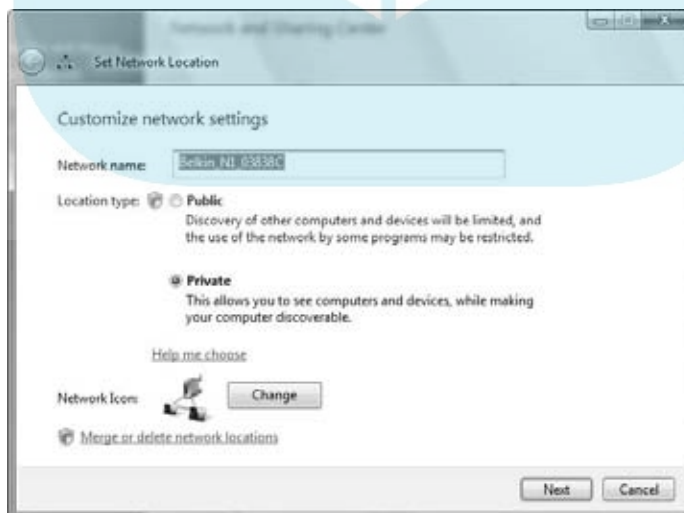 Network and Sharing Center
Set Network Location
Customize network settings
Network name:
Belkin_N1_03838C
Location type:
Public
Discovery of other computers and devices will be limited, and
the use of the network by some programs may be restricted.
Private
This allows you to see computers and devices, while making
your computer discoverable.
Help me choose
Network Icon:
Change
Merge or delete network locations
Next
Cancel